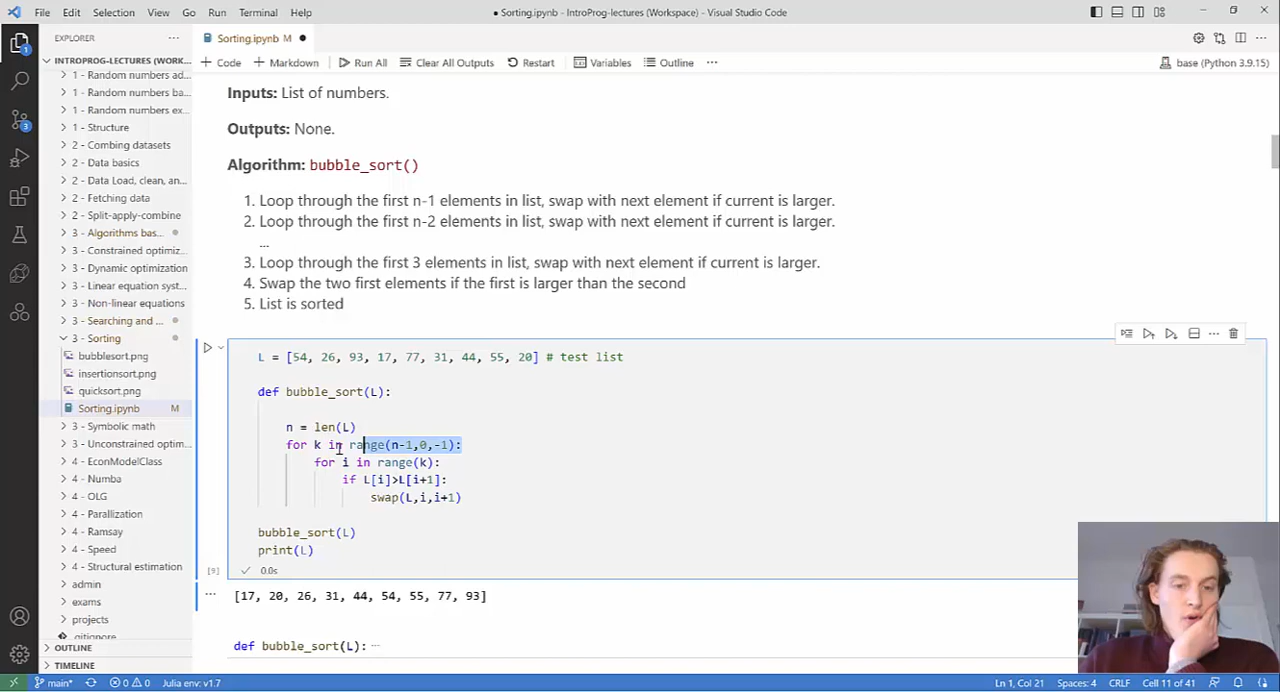 File Edit Selection View Go Run Terminal Help
● Sorting.ipynb - IntroProg-lectures (Workspace) - Visual Studio Code
EXPLORER
INTROPROG-LECTURES (WORK...
1 - Random numbers ad...
1 - Random numbers ba...
1 - Random numbers ex...
1 - Structure
2 - Combing datasets
2 - Data basics
2 - Data Load, clean, an...
2 - Fetching data
2 - Split-apply-combine
3 - Algorithms bas...
3 - Constrained optimiz...
3 - Dynamic optimization
3 - Linear equation syst...
3 - Non-linear equations
3 - Searching and ...
3 - Sorting
bubblesort.png
insertionsort.png
quicksort.png
Sorting.ipynb M
3 - Symbolic math
3 - Unconstrained optim...
4 - EconModelClass
4 - Numba
4 - OLG
4 - Parallization
4 - Ramsay
4 - Speed
4 - Structural estimation
admin
exams
projects
.gitignore
OUTLINE
TIMELINE
Sorting.ipynb M ●
+ Code + Markdown Run All Clear All Outputs Restart Variables Outline ...
base (Python 3.9.15)
Inputs: List of numbers.
Outputs: None.
Algorithm: bubble_sort()
1. Loop through the first n-1 elements in list, swap with next element if current is larger.
2. Loop through the first n-2 elements in list, swap with next element if current is larger.
...
3. Loop through the first 3 elements in list, swap with next element if current is larger.
4. Swap the two first elements if the first is larger than the second
5. List is sorted
L = [54, 26, 93, 17, 77, 31, 44, 55, 20] # test list
def bubble_sort(L):
n = len(L)
for k in range(n-1,0,-1):
for i in range(k):
if L[i]>L[i+1]:
swap(L,i,i+1)
bubble_sort(L)
print(L)
[9] ✓ 0.0s
... [17, 20, 26, 31, 44, 54, 55, 77, 93]
def bubble_sort(L): ...
main* 0 0 Julia env: v1.7
Ln 1, Col 21 Spaces: 4 CRLF Cell 11 of 41